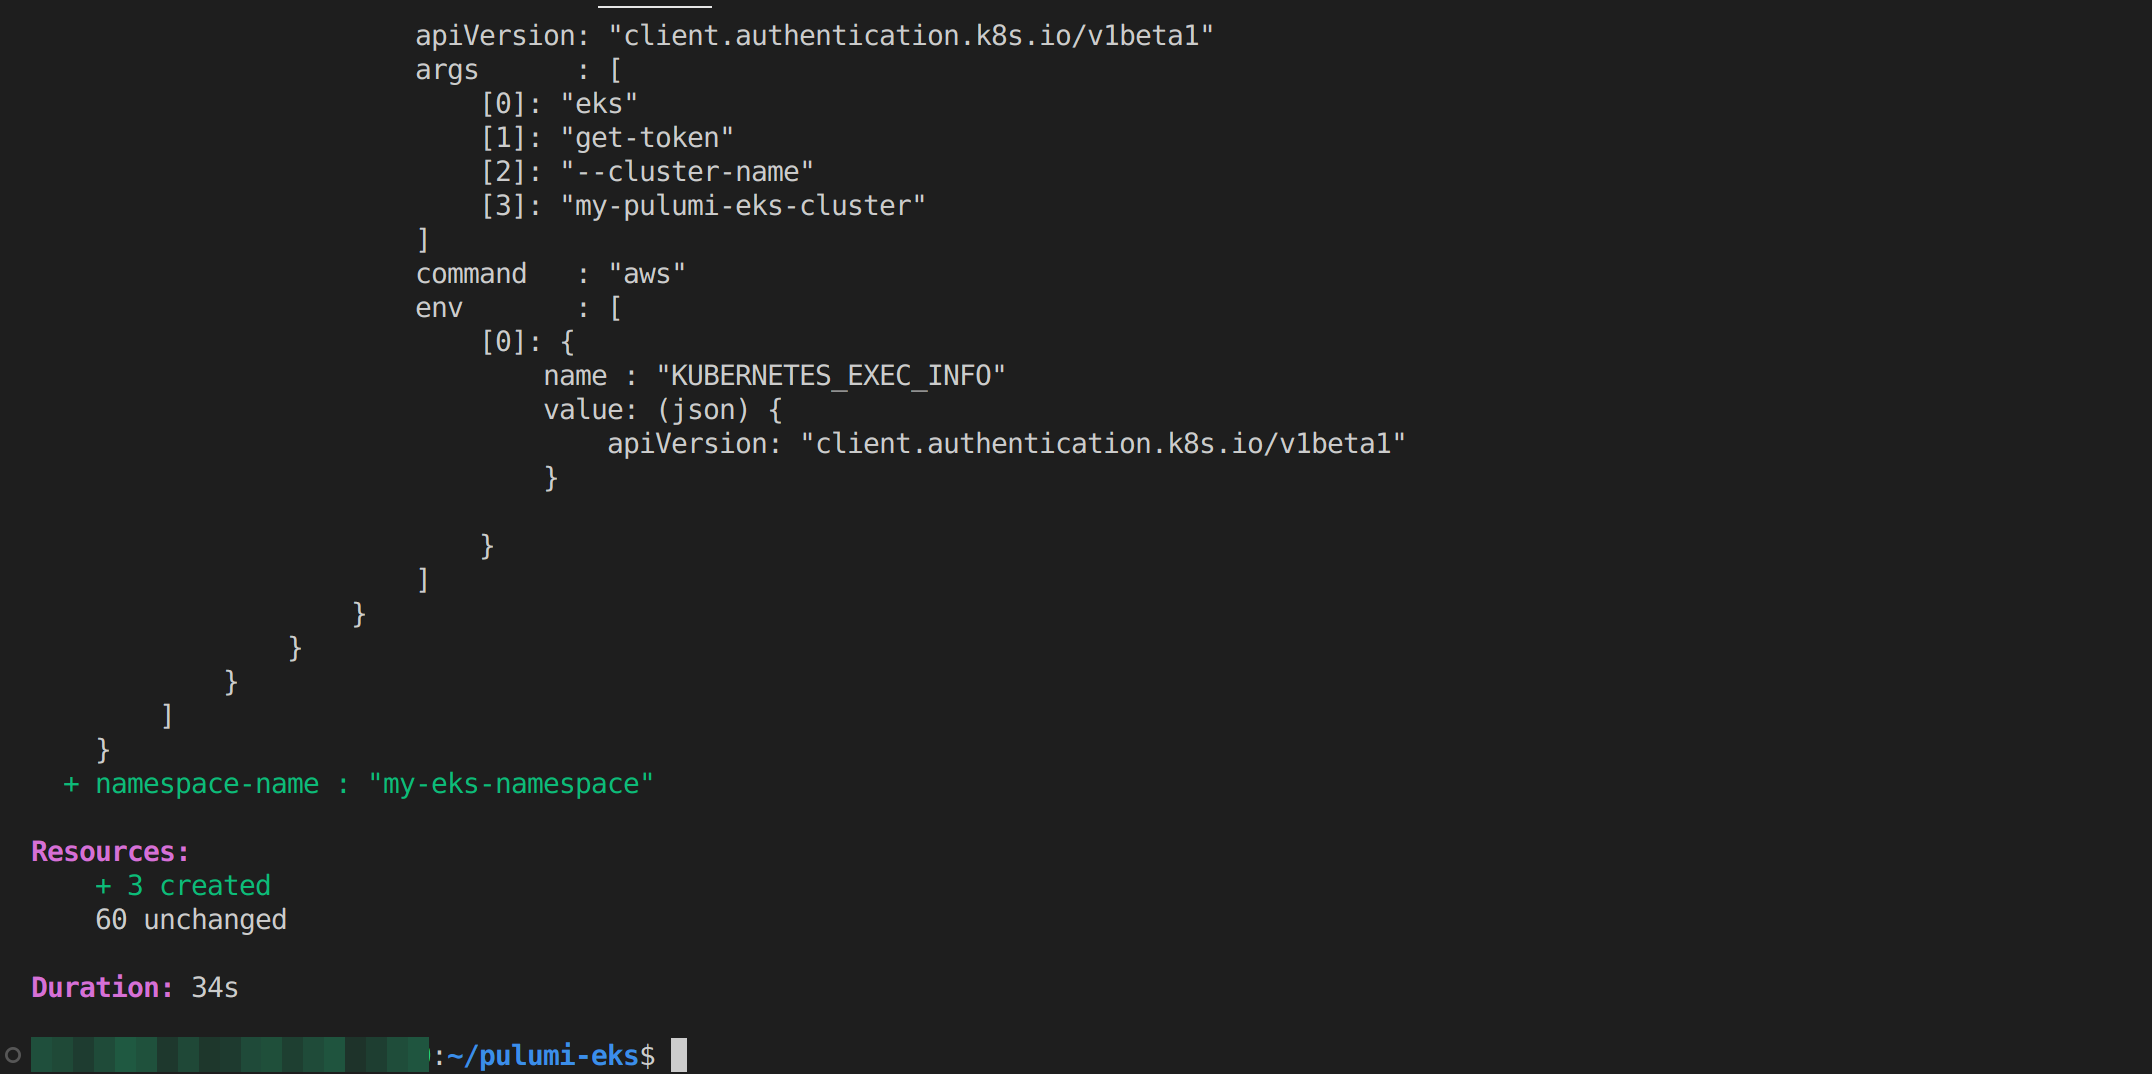 apiVersion: "client.authentication.k8s.io/v1beta1"
args      : [
[0]: "eks"
[1]: "get-token"
[2]: "--cluster-name"
[3]: "my-pulumi-eks-cluster"
]
command   : "aws"
env       : [
[0]: {
name : "KUBERNETES_EXEC_INFO"
value: (json) {
apiVersion: "client.authentication.k8s.io/v1beta1"
}
}
]
}
}
}
]
}
+ namespace-name : "my-eks-namespace"
Resources:
+ 3 created
60 unchanged
Duration: 34s
:~/pulumi-eks$